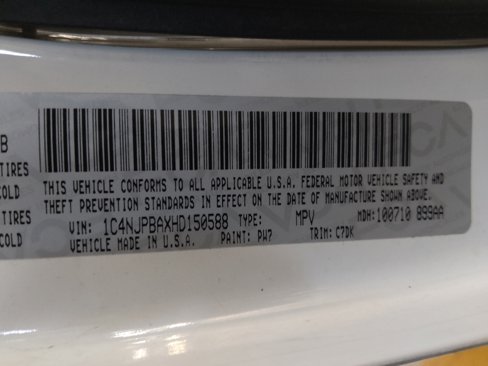 B
TIRES
COLD
TIRES
COLD
THIS VEHICLE CONFORMS TO ALL APPLICABLE U.S.A. FEDERAL MOTOR VEHICLE SAFETY AND
THEFT PREVENTION STANDARDS IN EFFECT ON THE DATE OF MANUFACTURE SHOWN ABOVE.
VIN: 1C4NJPBAXHD150588 TYPE: MPV MDH:100710 899AA
VEHICLE MADE IN U.S.A. PAINT: PW7 TRIM: C7DK